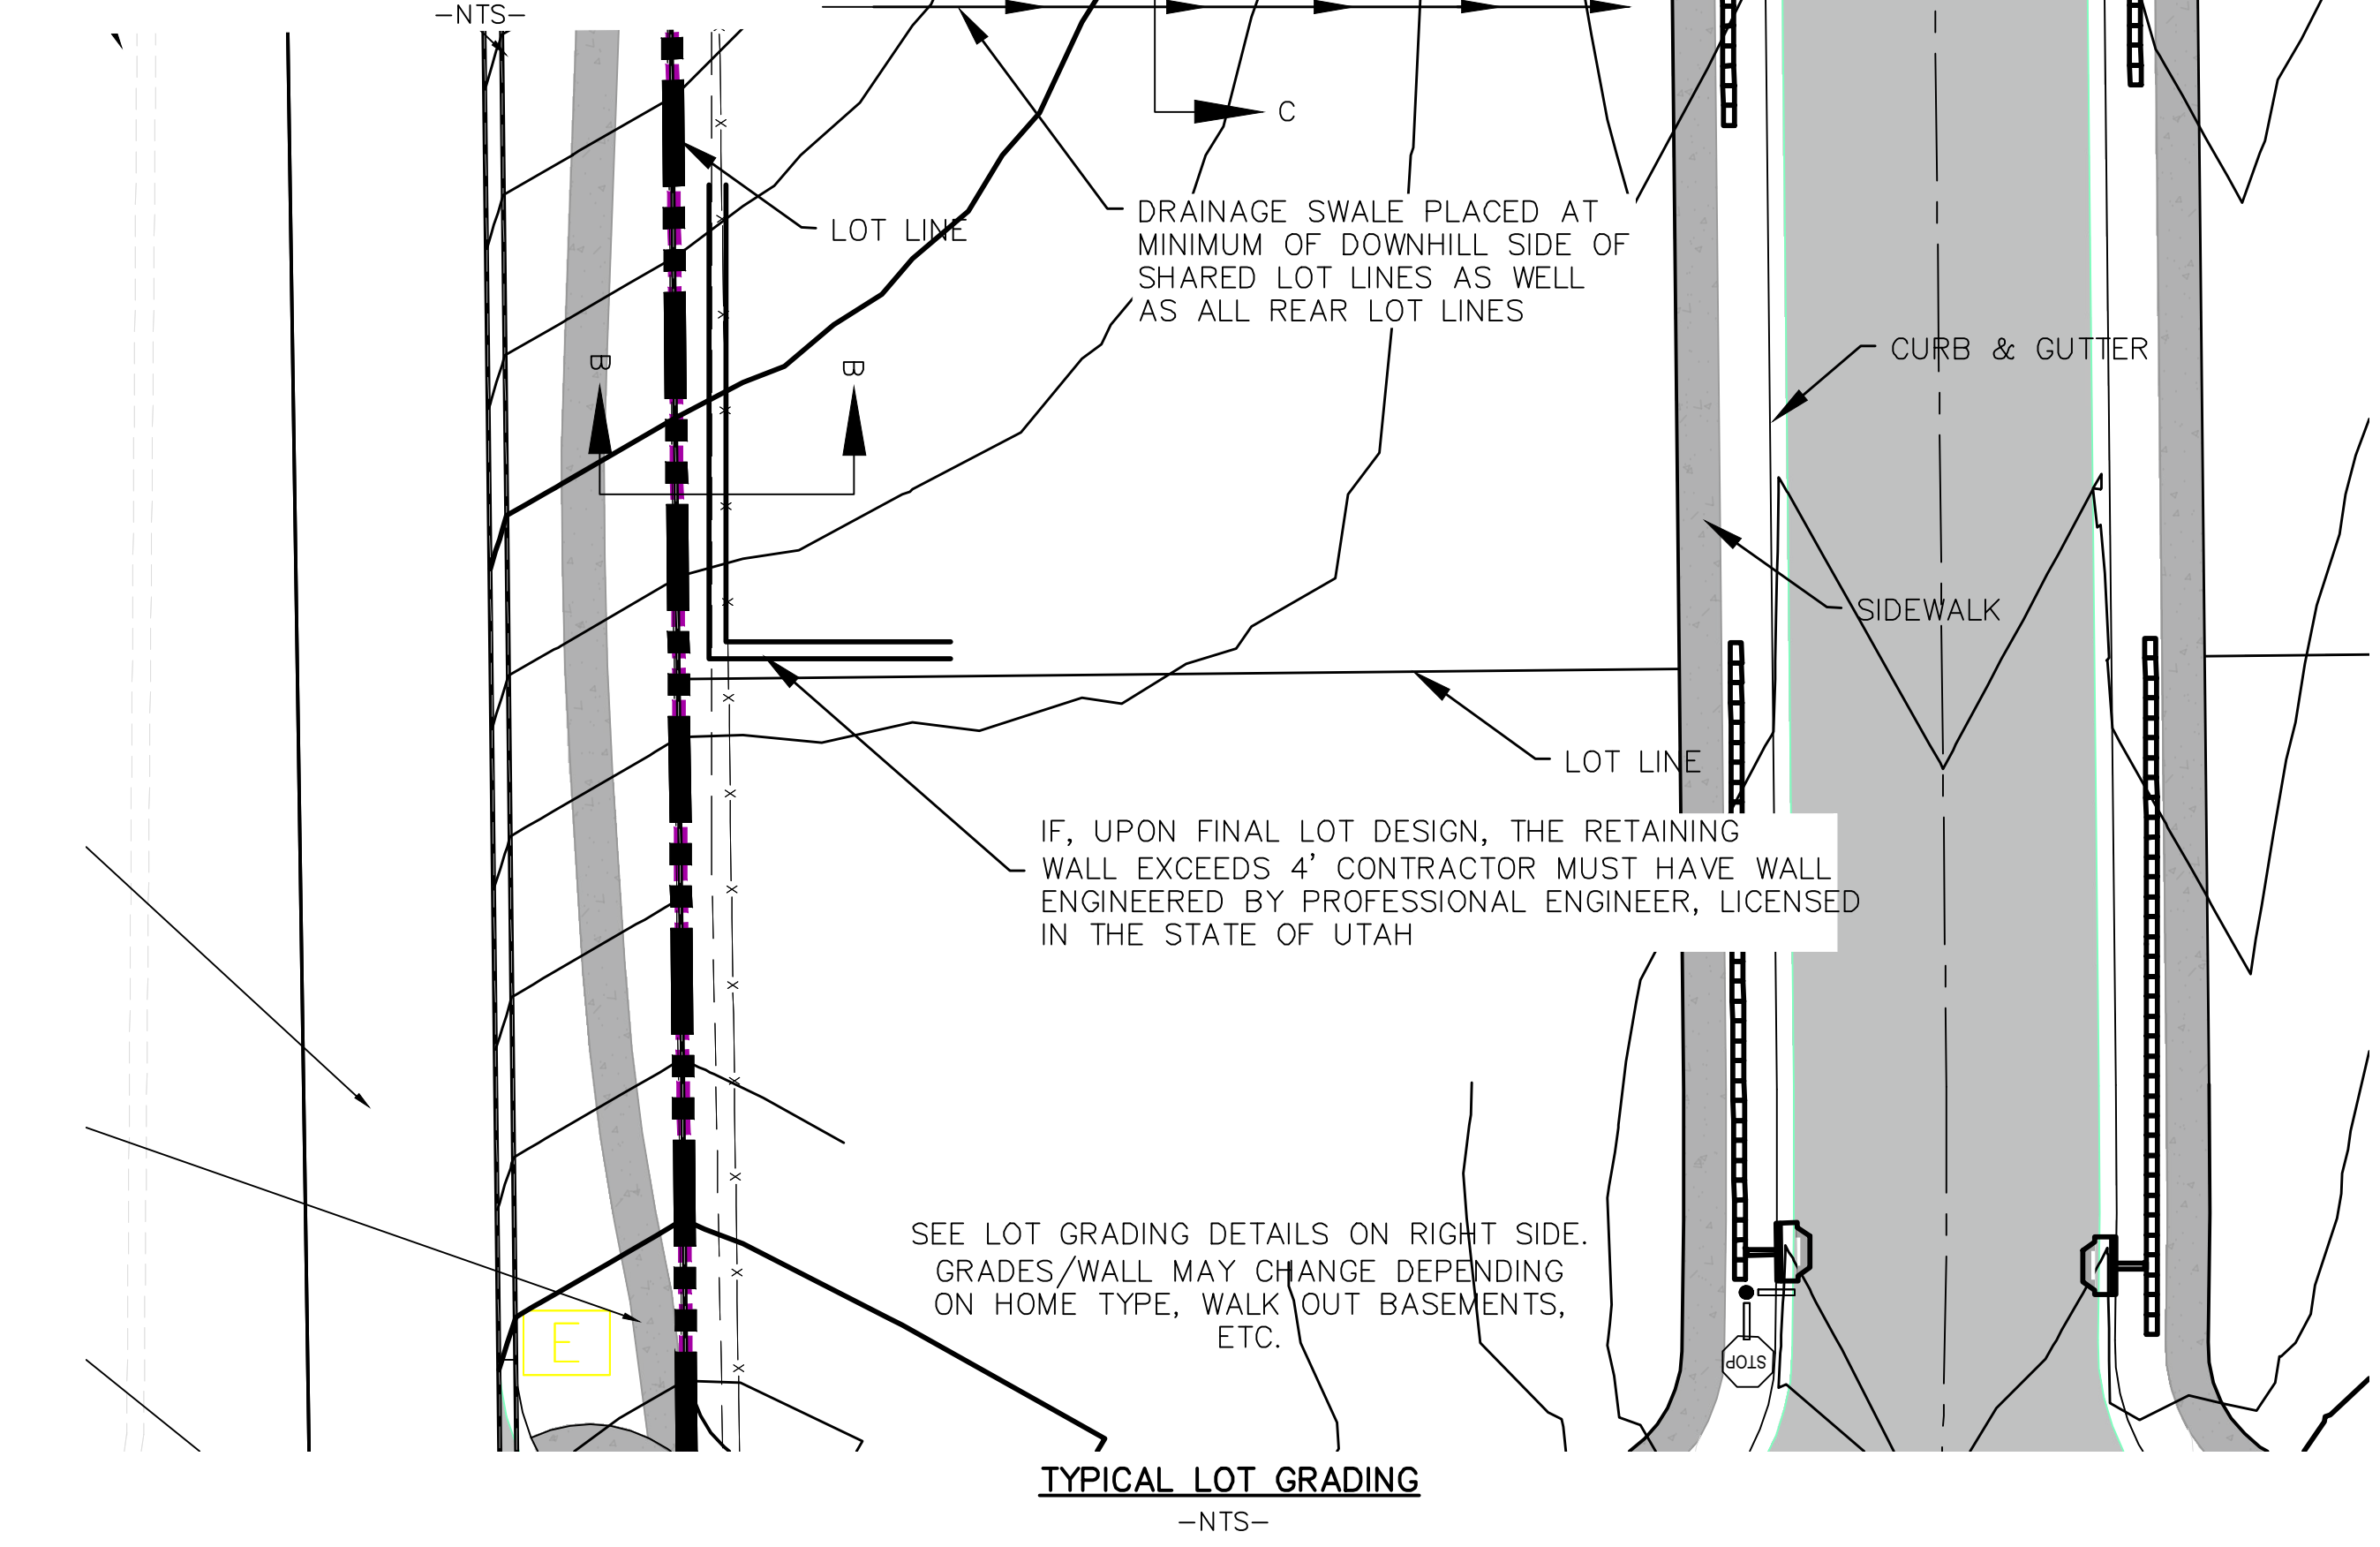 -NTS-
C
LOT LINE
DRAINAGE SWALE PLACED AT
MINIMUM OF DOWNHILL SIDE OF
SHARED LOT LINES AS WELL
AS ALL REAR LOT LINES
CURB & GUTTER
B
B
SIDEWALK
LOT LINE
IF, UPON FINAL LOT DESIGN, THE RETAINING
WALL EXCEEDS 4' CONTRACTOR MUST HAVE WALL
ENGINEERED BY PROFESSIONAL ENGINEER, LICENSED
IN THE STATE OF UTAH
SEE LOT GRADING DETAILS ON RIGHT SIDE.
GRADES/WALL MAY CHANGE DEPENDING
ON HOME TYPE, WALK OUT BASEMENTS,
ETC.
E
STOP
TYPICAL LOT GRADING
-NTS-